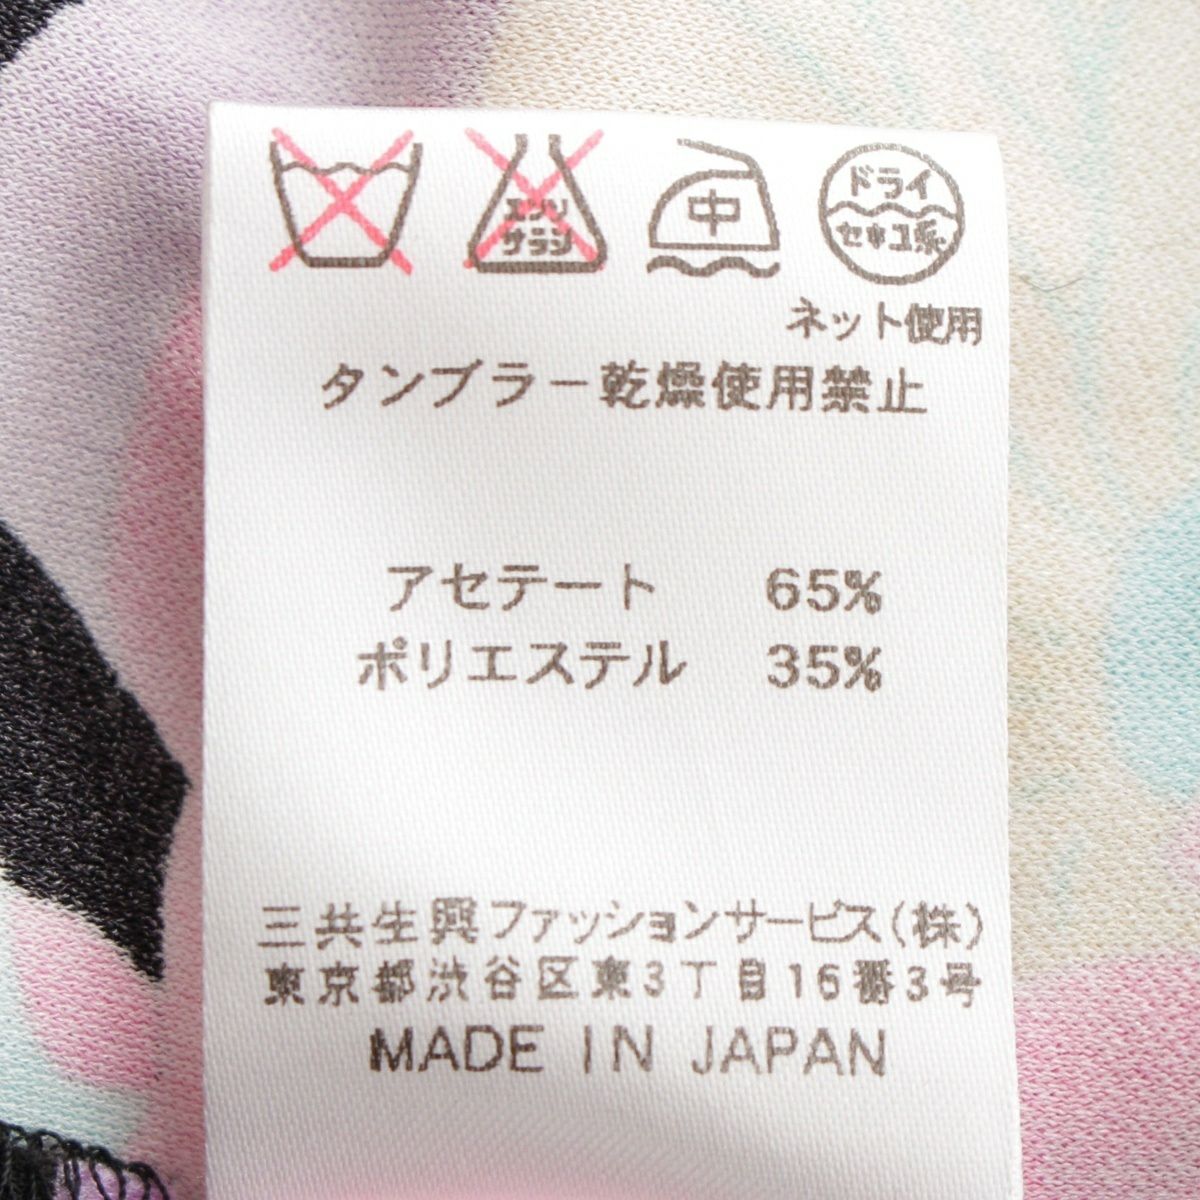 エンソ
サラシ
中
ドライ
セキユ系
ネット使用
タンブラー乾燥使用禁止
アセテート 65%
ポリエステル 35%
三共生興ファッションサービス(株)
東京都渋谷区東3丁目16番3号
MADE IN JAPAN